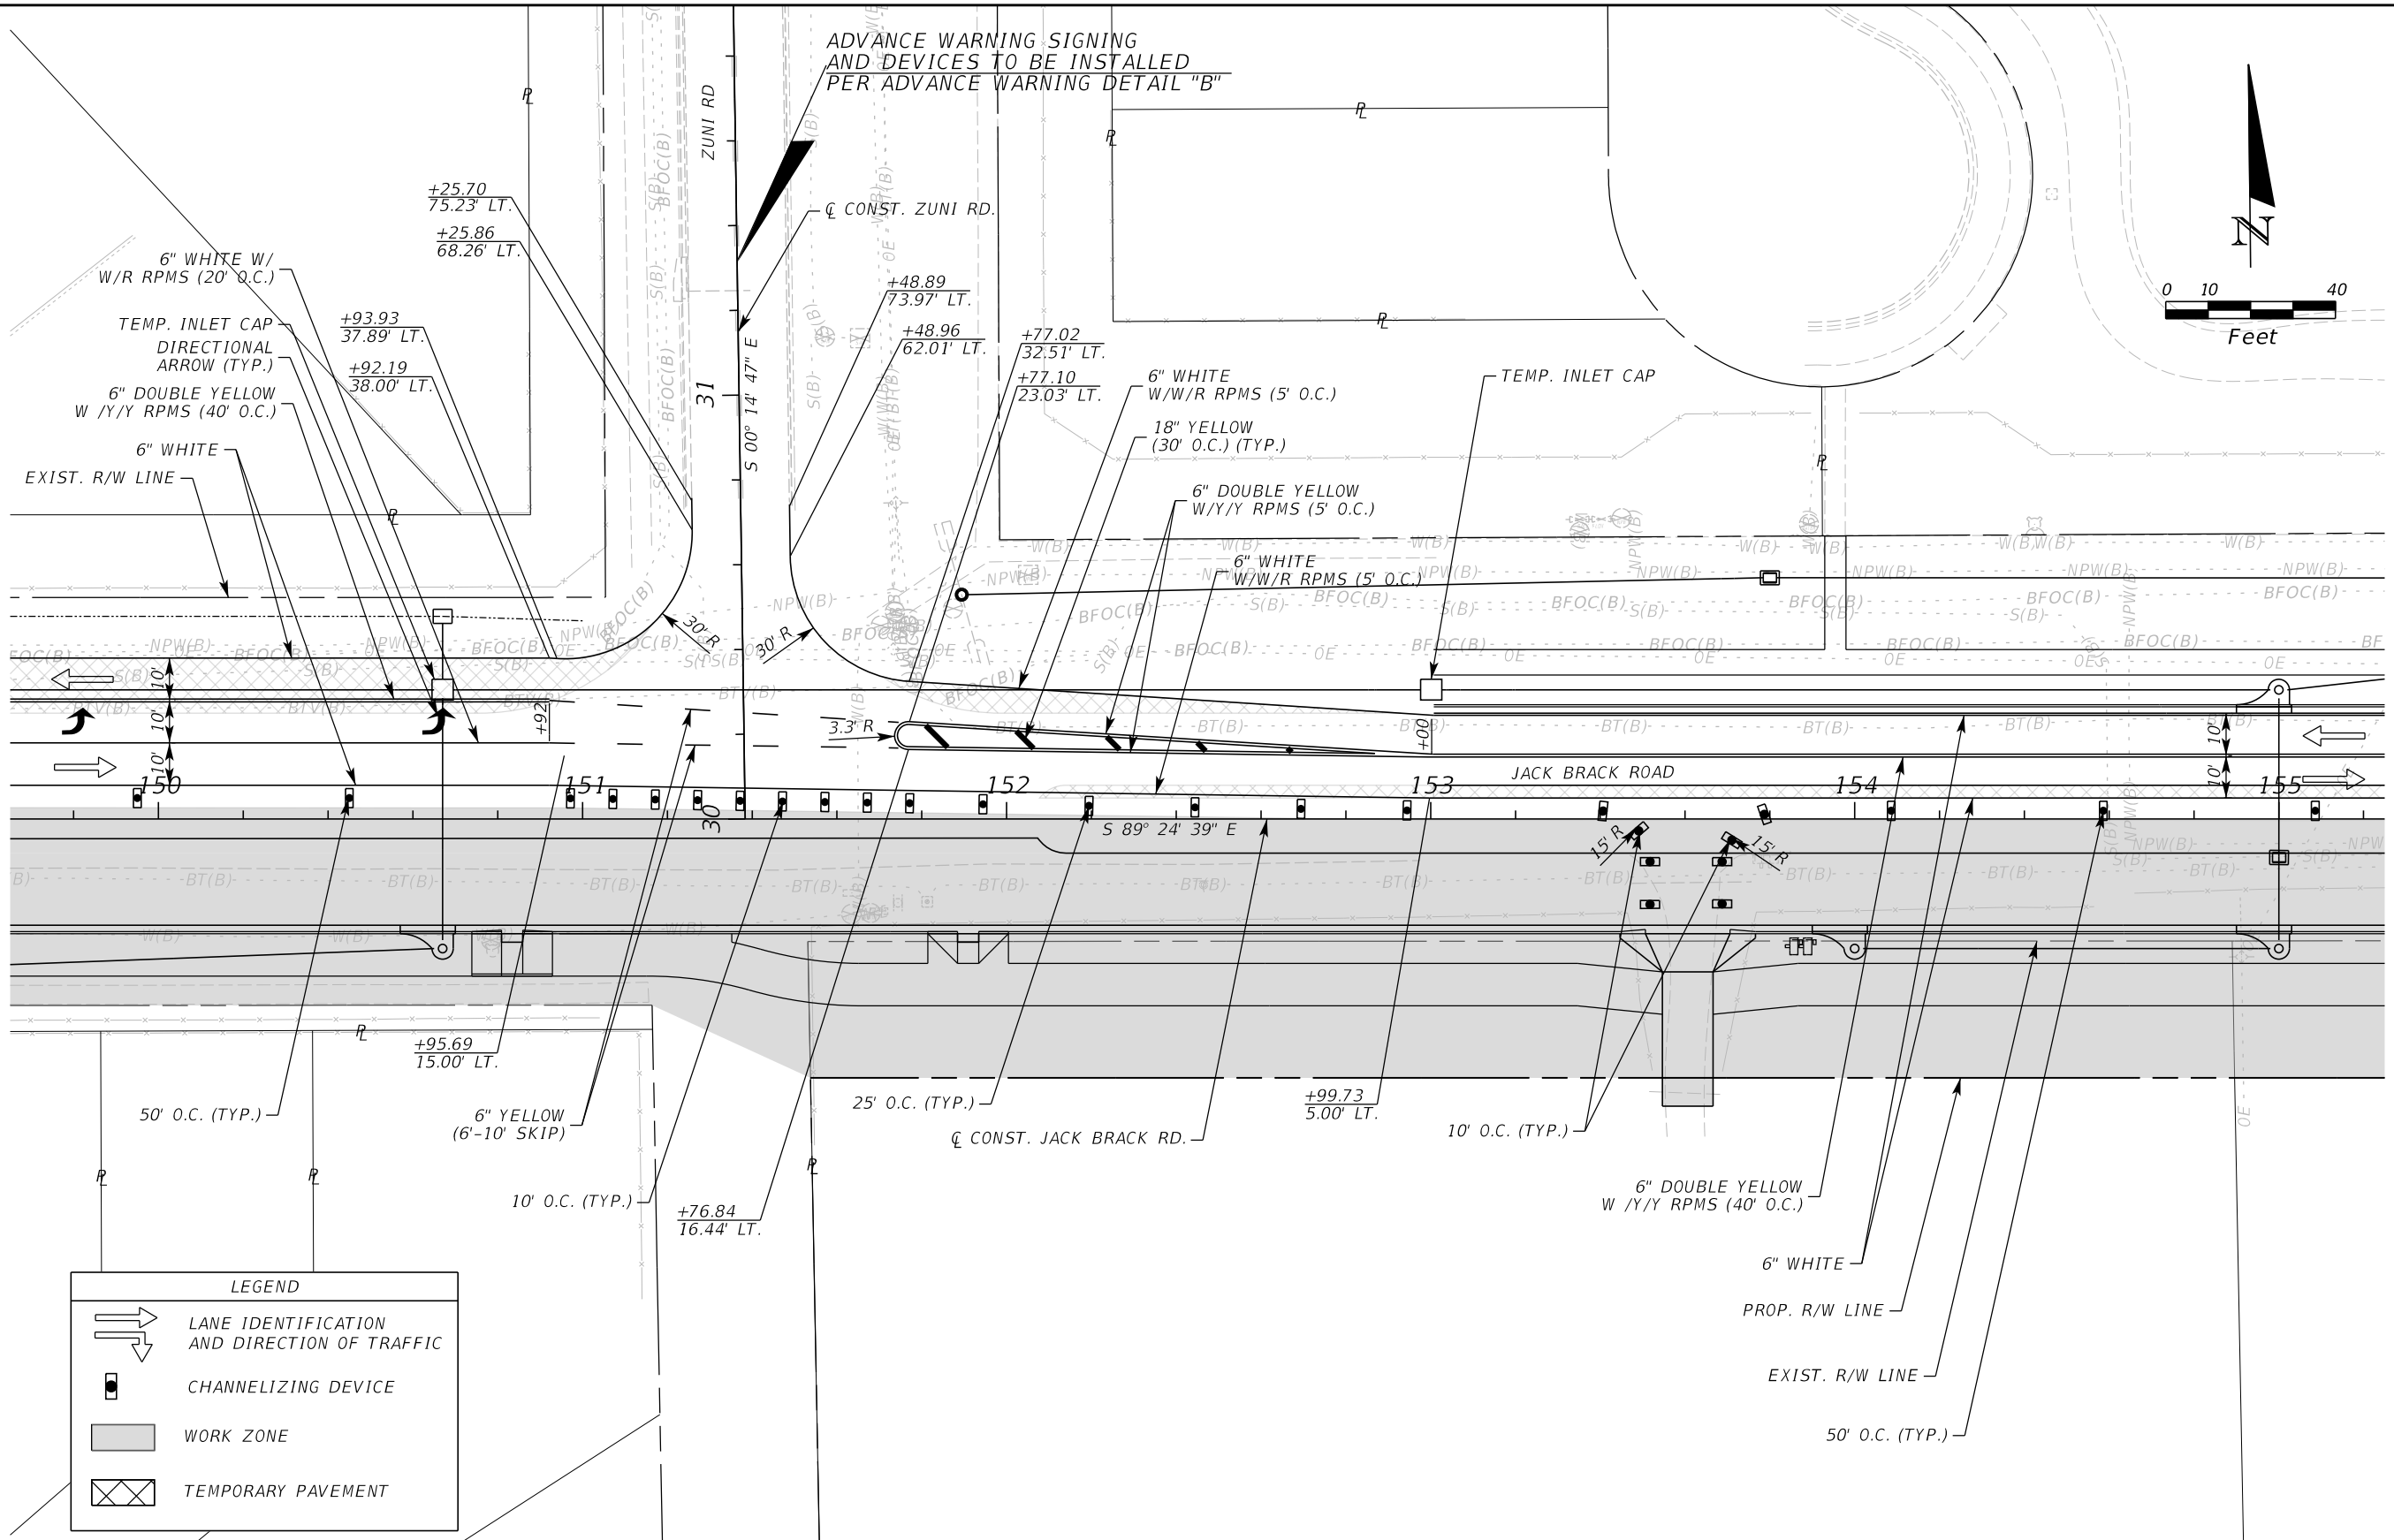 ADVANCE WARNING SIGNING
AND DEVICES TO BE INSTALLED
PER ADVANCE WARNING DETAIL "B"
ZUNI RD
℄ CONST. ZUNI RD.
N
0 10 40
Feet
+25.70
75.23' LT.
+25.86
68.26' LT.
6" WHITE W/
W/R RPMS (20' O.C.)
TEMP. INLET CAP
DIRECTIONAL
ARROW (TYP.)
6" DOUBLE YELLOW
W /Y/Y RPMS (40' O.C.)
6" WHITE
EXIST. R/W LINE
+93.93
37.89' LT.
+92.19
38.00' LT.
+48.89
73.97' LT.
+48.96
62.01' LT.
+77.02
32.51' LT.
+77.10
23.03' LT.
31
S 00° 14' 47" E
6" WHITE
W/W/R RPMS (5' O.C.)
18" YELLOW
(30' O.C.) (TYP.)
6" DOUBLE YELLOW
W/Y/Y RPMS (5' O.C.)
6" WHITE
W/W/R RPMS (5' O.C.)
TEMP. INLET CAP
30' R
30' R
3.3' R
10'
10'
10'
+92
+00
10'
10'
JACK BRACK ROAD
150
151
152
153
154
155
30
S 89° 24' 39" E
15' R
15' R
+95.69
15.00' LT.
50' O.C. (TYP.)
6" YELLOW
(6'-10' SKIP)
10' O.C. (TYP.)
+76.84
16.44' LT.
25' O.C. (TYP.)
℄ CONST. JACK BRACK RD.
+99.73
5.00' LT.
10' O.C. (TYP.)
6" DOUBLE YELLOW
W /Y/Y RPMS (40' O.C.)
6" WHITE
PROP. R/W LINE
EXIST. R/W LINE
50' O.C. (TYP.)
LEGEND
LANE IDENTIFICATION
AND DIRECTION OF TRAFFIC
CHANNELIZING DEVICE
WORK ZONE
TEMPORARY PAVEMENT